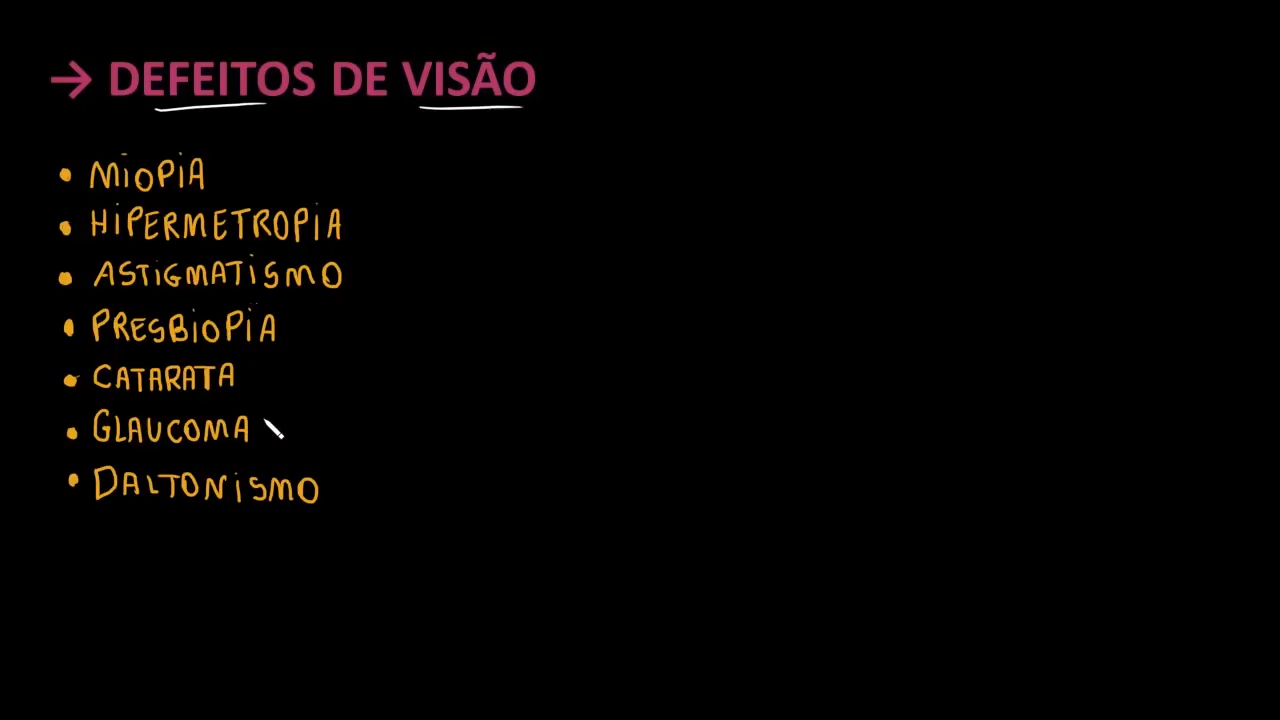 → DEFEITOS DE VISÃO
• MIOPIA
• HIPERMETROPIA
• ASTIGMATISMO
• PRESBIOPIA
• CATARATA
• GLAUCOMA
• DALTONISMO